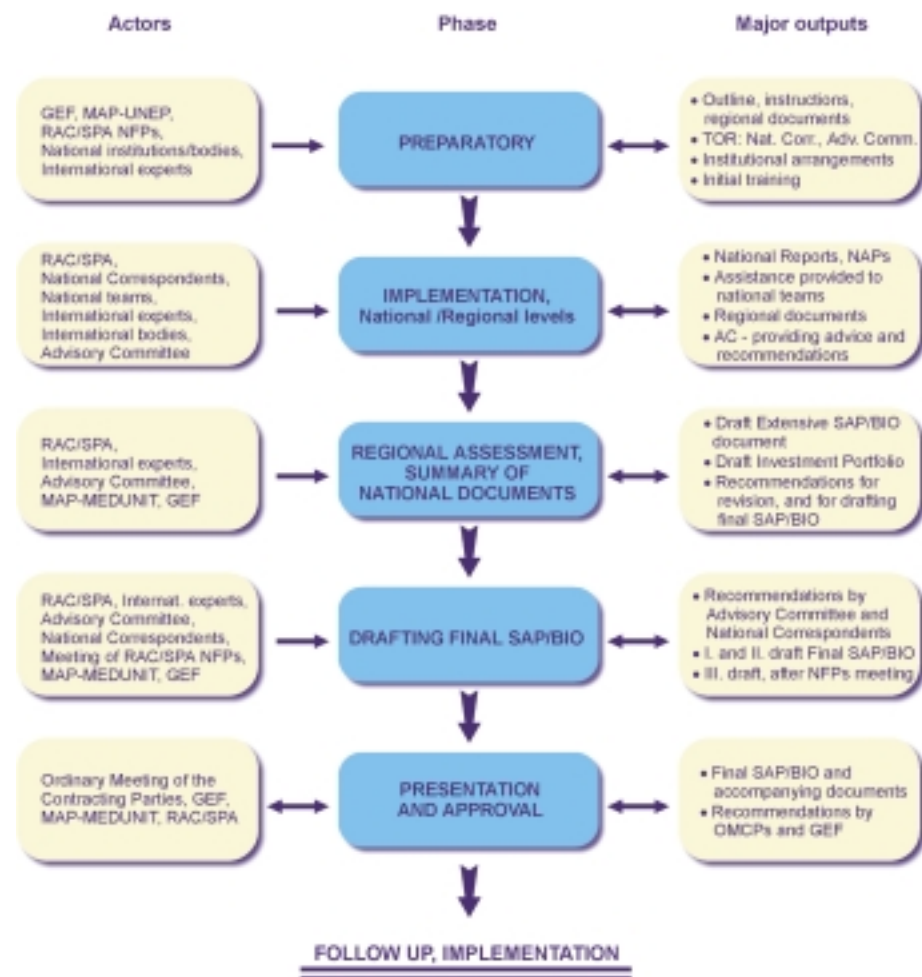 Actors
Phase
Major outputs
GEF, MAP-UNEP,
RAC/SPA NFPs,
National institutions/bodies,
International experts
PREPARATORY
• Outline, instructions,
regional documents
• TOR: Nat. Corr., Adv. Comm.
• Institutional arrangements
• Initial training
RAC/SPA,
National Correspondents,
National teams,
International experts,
International bodies,
Advisory Committee
IMPLEMENTATION,
National /Regional levels
• National Reports, NAPs
• Assistance provided to
national teams
• Regional documents
• AC - providing advice and
recommendations
RAC/SPA,
International experts,
Advisory Committee,
MAP-MEDUNIT, GEF
REGIONAL ASSESSMENT,
SUMMARY OF
NATIONAL DOCUMENTS
• Draft Extensive SAP/BIO
document
• Draft Investment Portfolio
• Recommendations for
revision, and for drafting
final SAP/BIO
RAC/SPA, Internat. experts,
Advisory Committee,
National Correspondents,
Meeting of RAC/SPA NFPs,
MAP-MEDUNIT, GEF
DRAFTING FINAL SAP/BIO
• Recommendations by
Advisory Committee and
National Correspondents
• I. and II. draft Final SAP/BIO
• III. draft, after NFPs meeting
Ordinary Meeting of the
Contracting Parties, GEF,
MAP-MEDUNIT, RAC/SPA
PRESENTATION
AND APPROVAL
• Final SAP/BIO and
accompanying documents
• Recommendations by
OMCPs and GEF
FOLLOW UP, IMPLEMENTATION